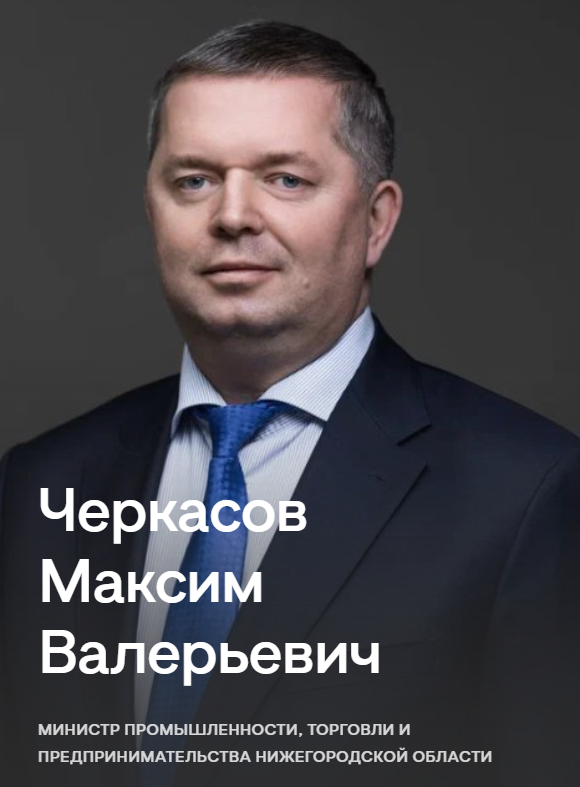 Черкасов
Максим
Валерьевич
МИНИСТР ПРОМЫШЛЕННОСТИ, ТОРГОВЛИ И
ПРЕДПРИНИМАТЕЛЬСТВА НИЖЕГОРОДСКОЙ ОБЛАСТИ